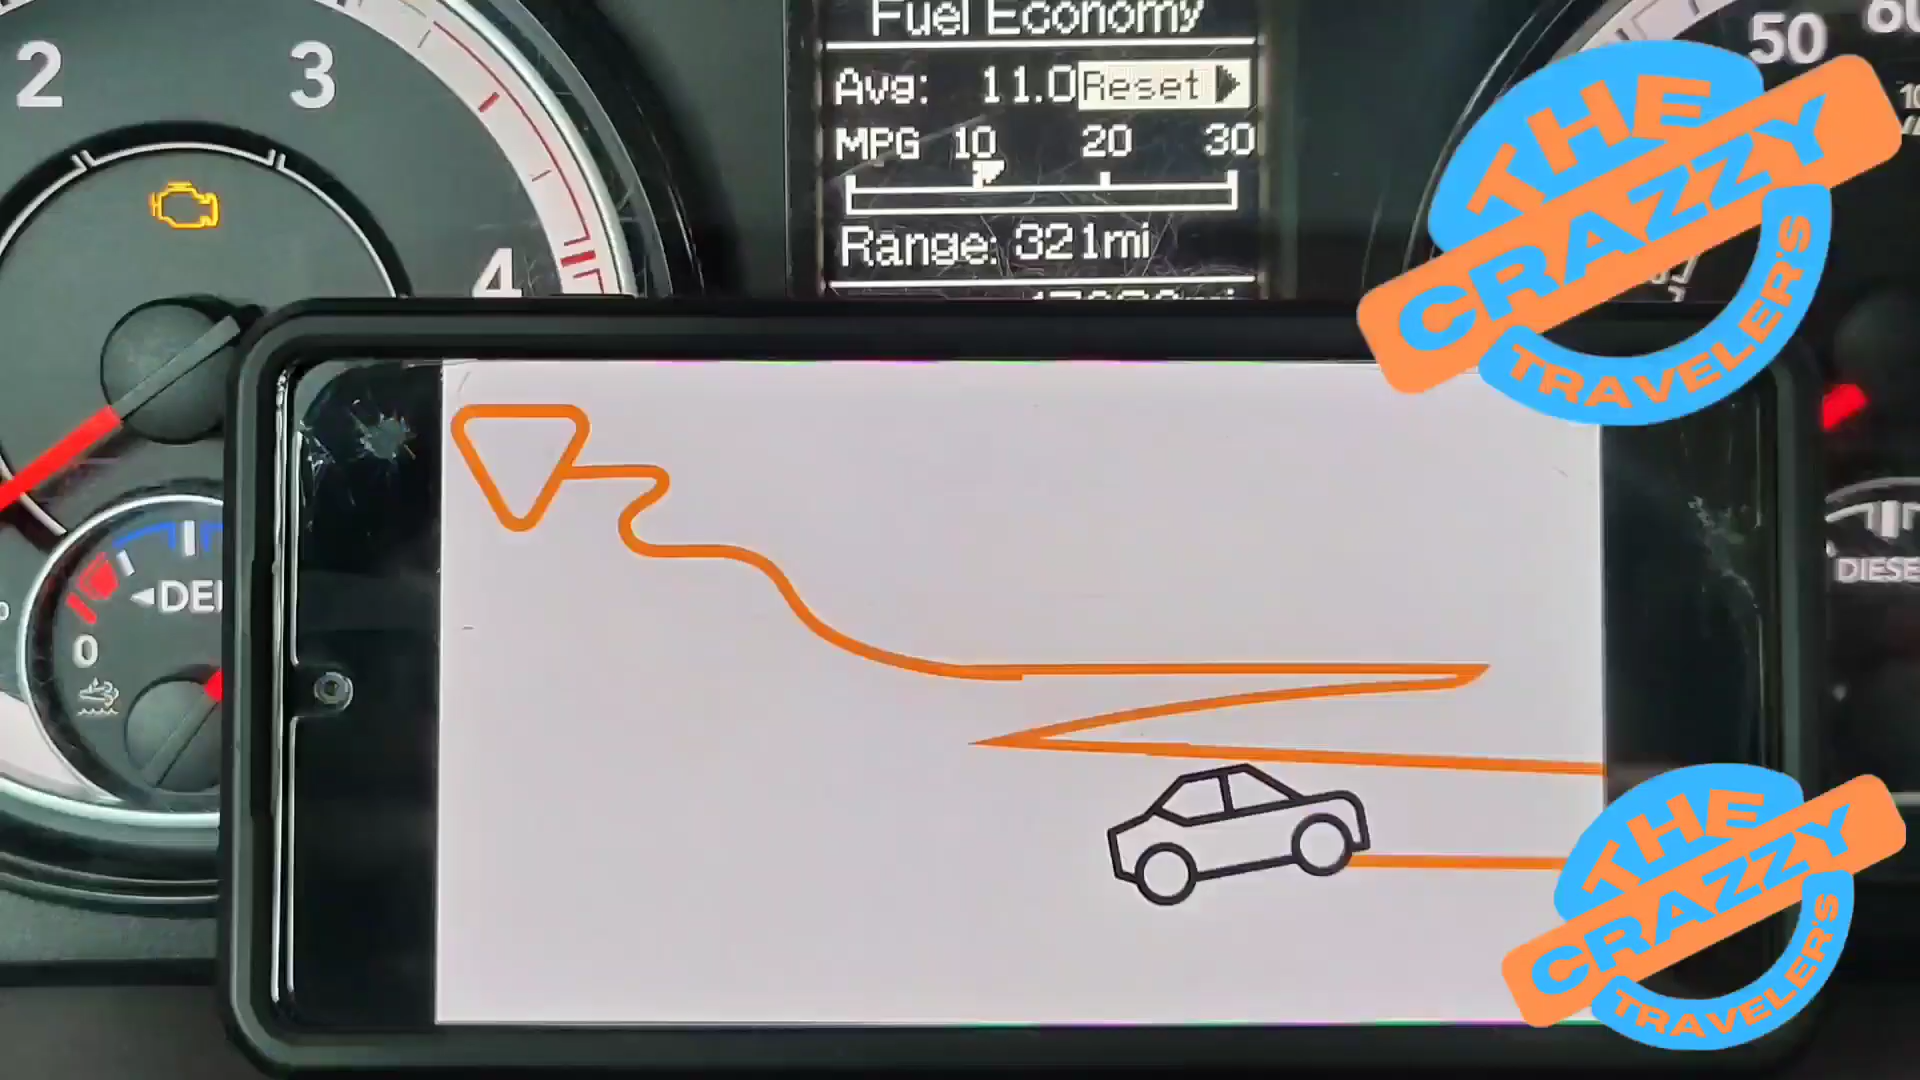 Fuel Economy
Avg: 11.0 Reset
MPG 10 20 30
Range: 321mi
2
3
4
50
DEF
0
DIESEL
THE
CRAZZY
TRAVELER'S
THE
CRAZZY
TRAVELER'S